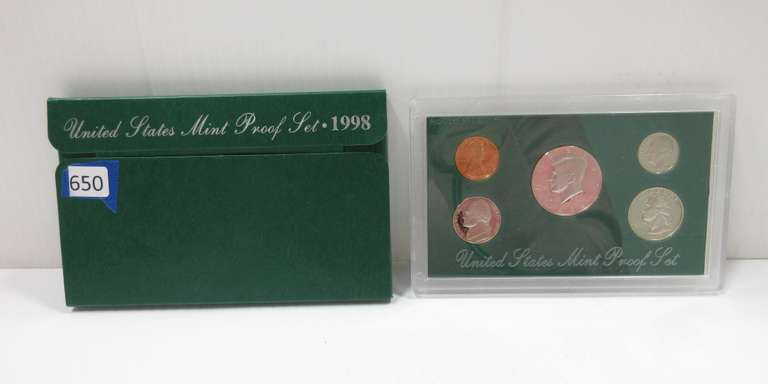 United States Mint Proof Set · 1998
650
United States Mint Proof Set